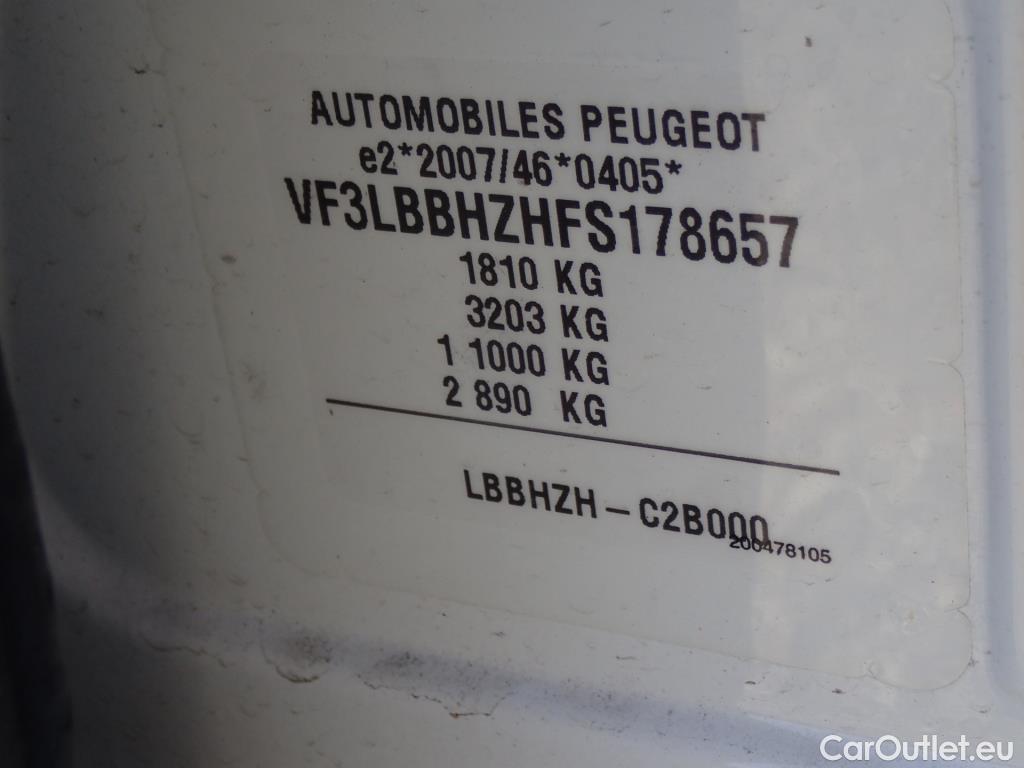 AUTOMOBILES PEUGEOT
e2*2007/46*0405*
VF3LBBHZHFS178657
1810 KG
3203 KG
1 1000 KG
2 890 KG
LBBHZH – C2B000
200478105
CarOutlet.eu